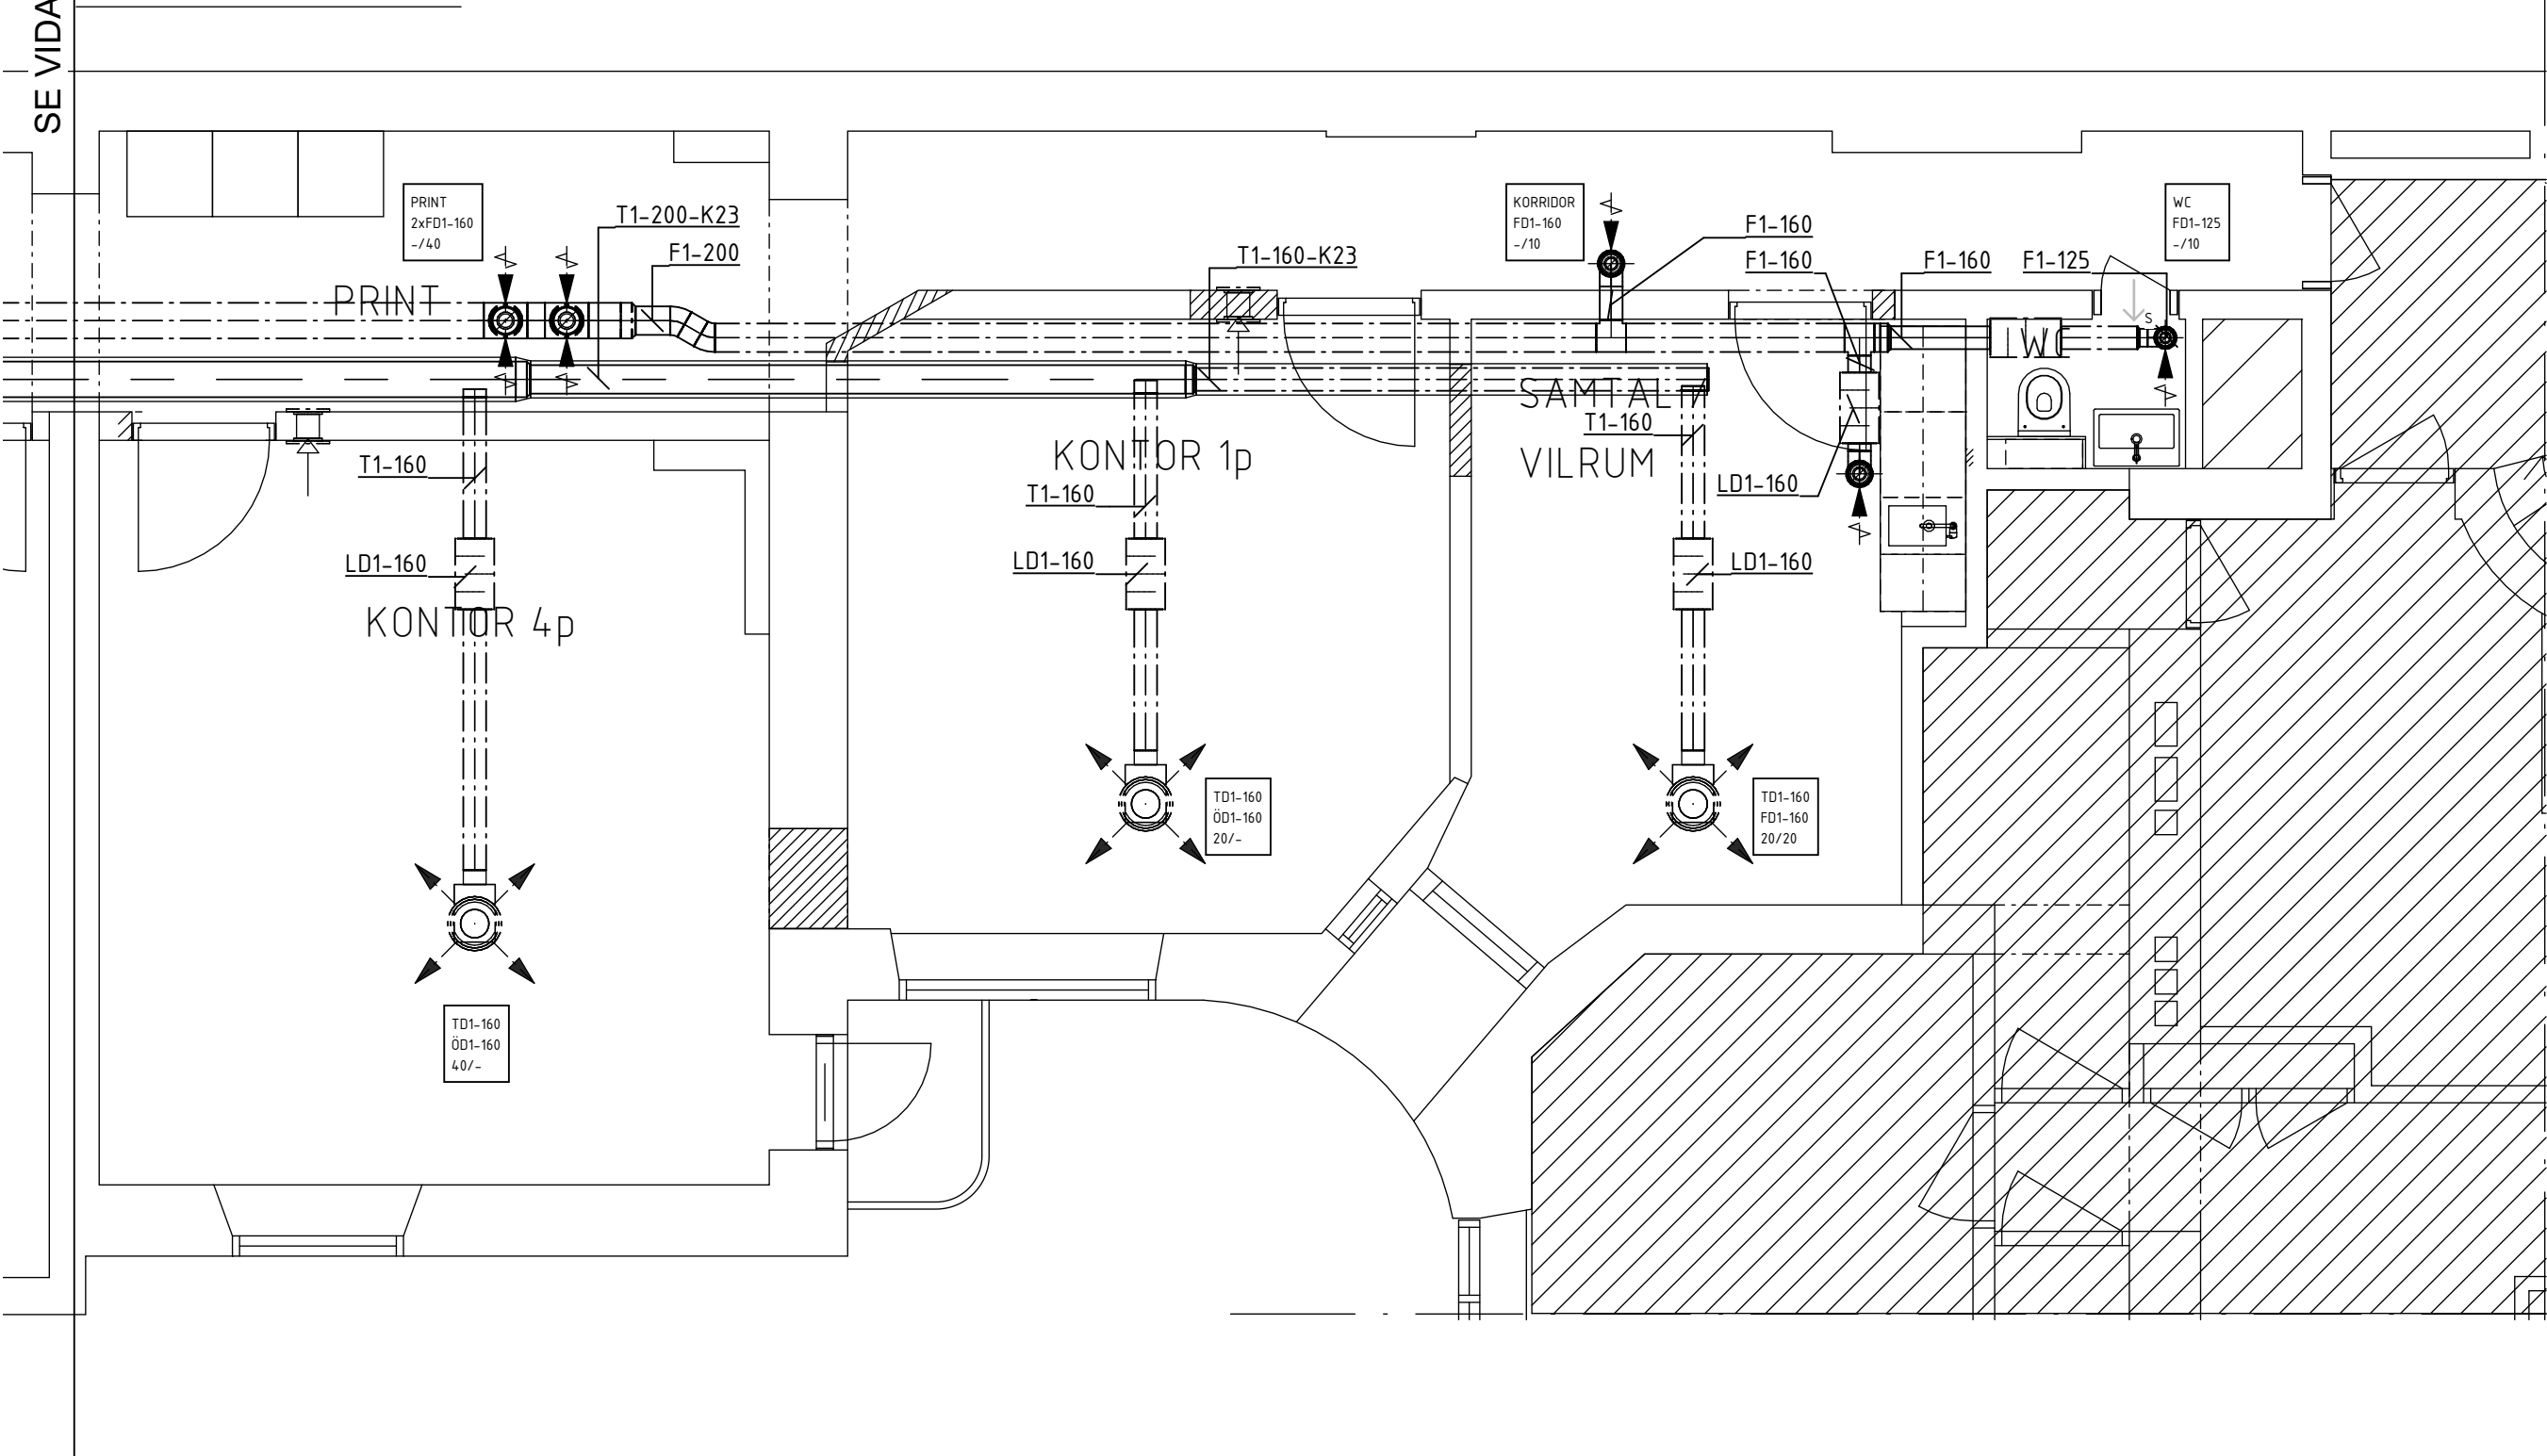 SE VIDA
PRINT
2xFD1-160
-/40
T1-200-K23
F1-200
PRINT
T1-160-K23
KORRIDOR
FD1-160
-/10
F1-160
F1-160
F1-160
F1-125
WC
FD1-125
-/10
S
WC
SAMTAL /
VILRUM
T1-160
KONTOR 1p
T1-160
T1-160
LD1-160
LD1-160
LD1-160
LD1-160
KONTOR 4p
TD1-160
ÖD1-160
20/-
TD1-160
FD1-160
20/20
TD1-160
ÖD1-160
40/-